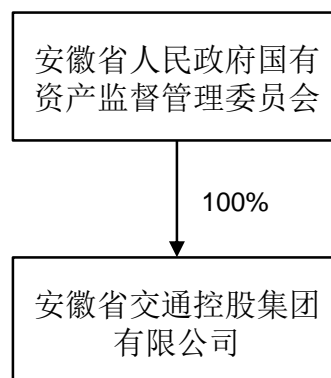 安徽省人民政府国有
资产监督管理委员会
100%
安徽省交通控股集团
有限公司